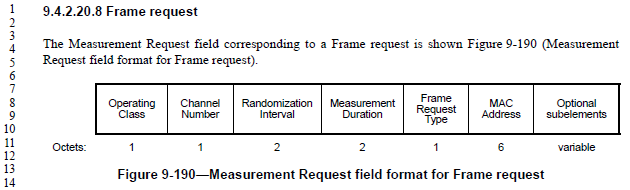 1 9.4.2.20.8 Frame request
2
3
4 The Measurement Request field corresponding to a Frame request is shown Figure 9-190 (Measurement
5 Request field format for Frame request).
6
7
8 Operating Class Channel Number Randomization Interval Measurement Duration Frame Request Type MAC Address Optional subelements
9
10
11 Octets: 1 1 2 2 1 6 variable
12
13 Figure 9-190—Measurement Request field format for Frame request
14